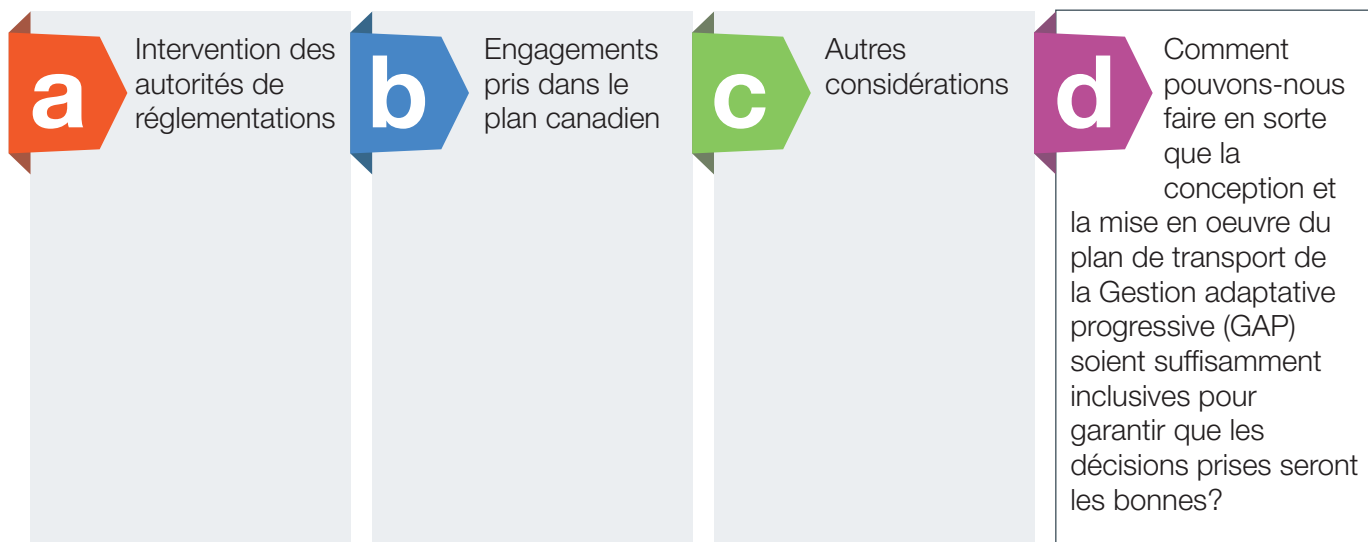 a
Intervention des
autorités de
réglementations
b
Engagements
pris dans le
plan canadien
c
Autres
considérations
d
Comment
pouvons-nous
faire en sorte
que la
conception et
la mise en oeuvre du
plan de transport de
la Gestion adaptative
progressive (GAP)
soient suffisamment
inclusives pour
garantir que les
décisions prises seront
les bonnes?